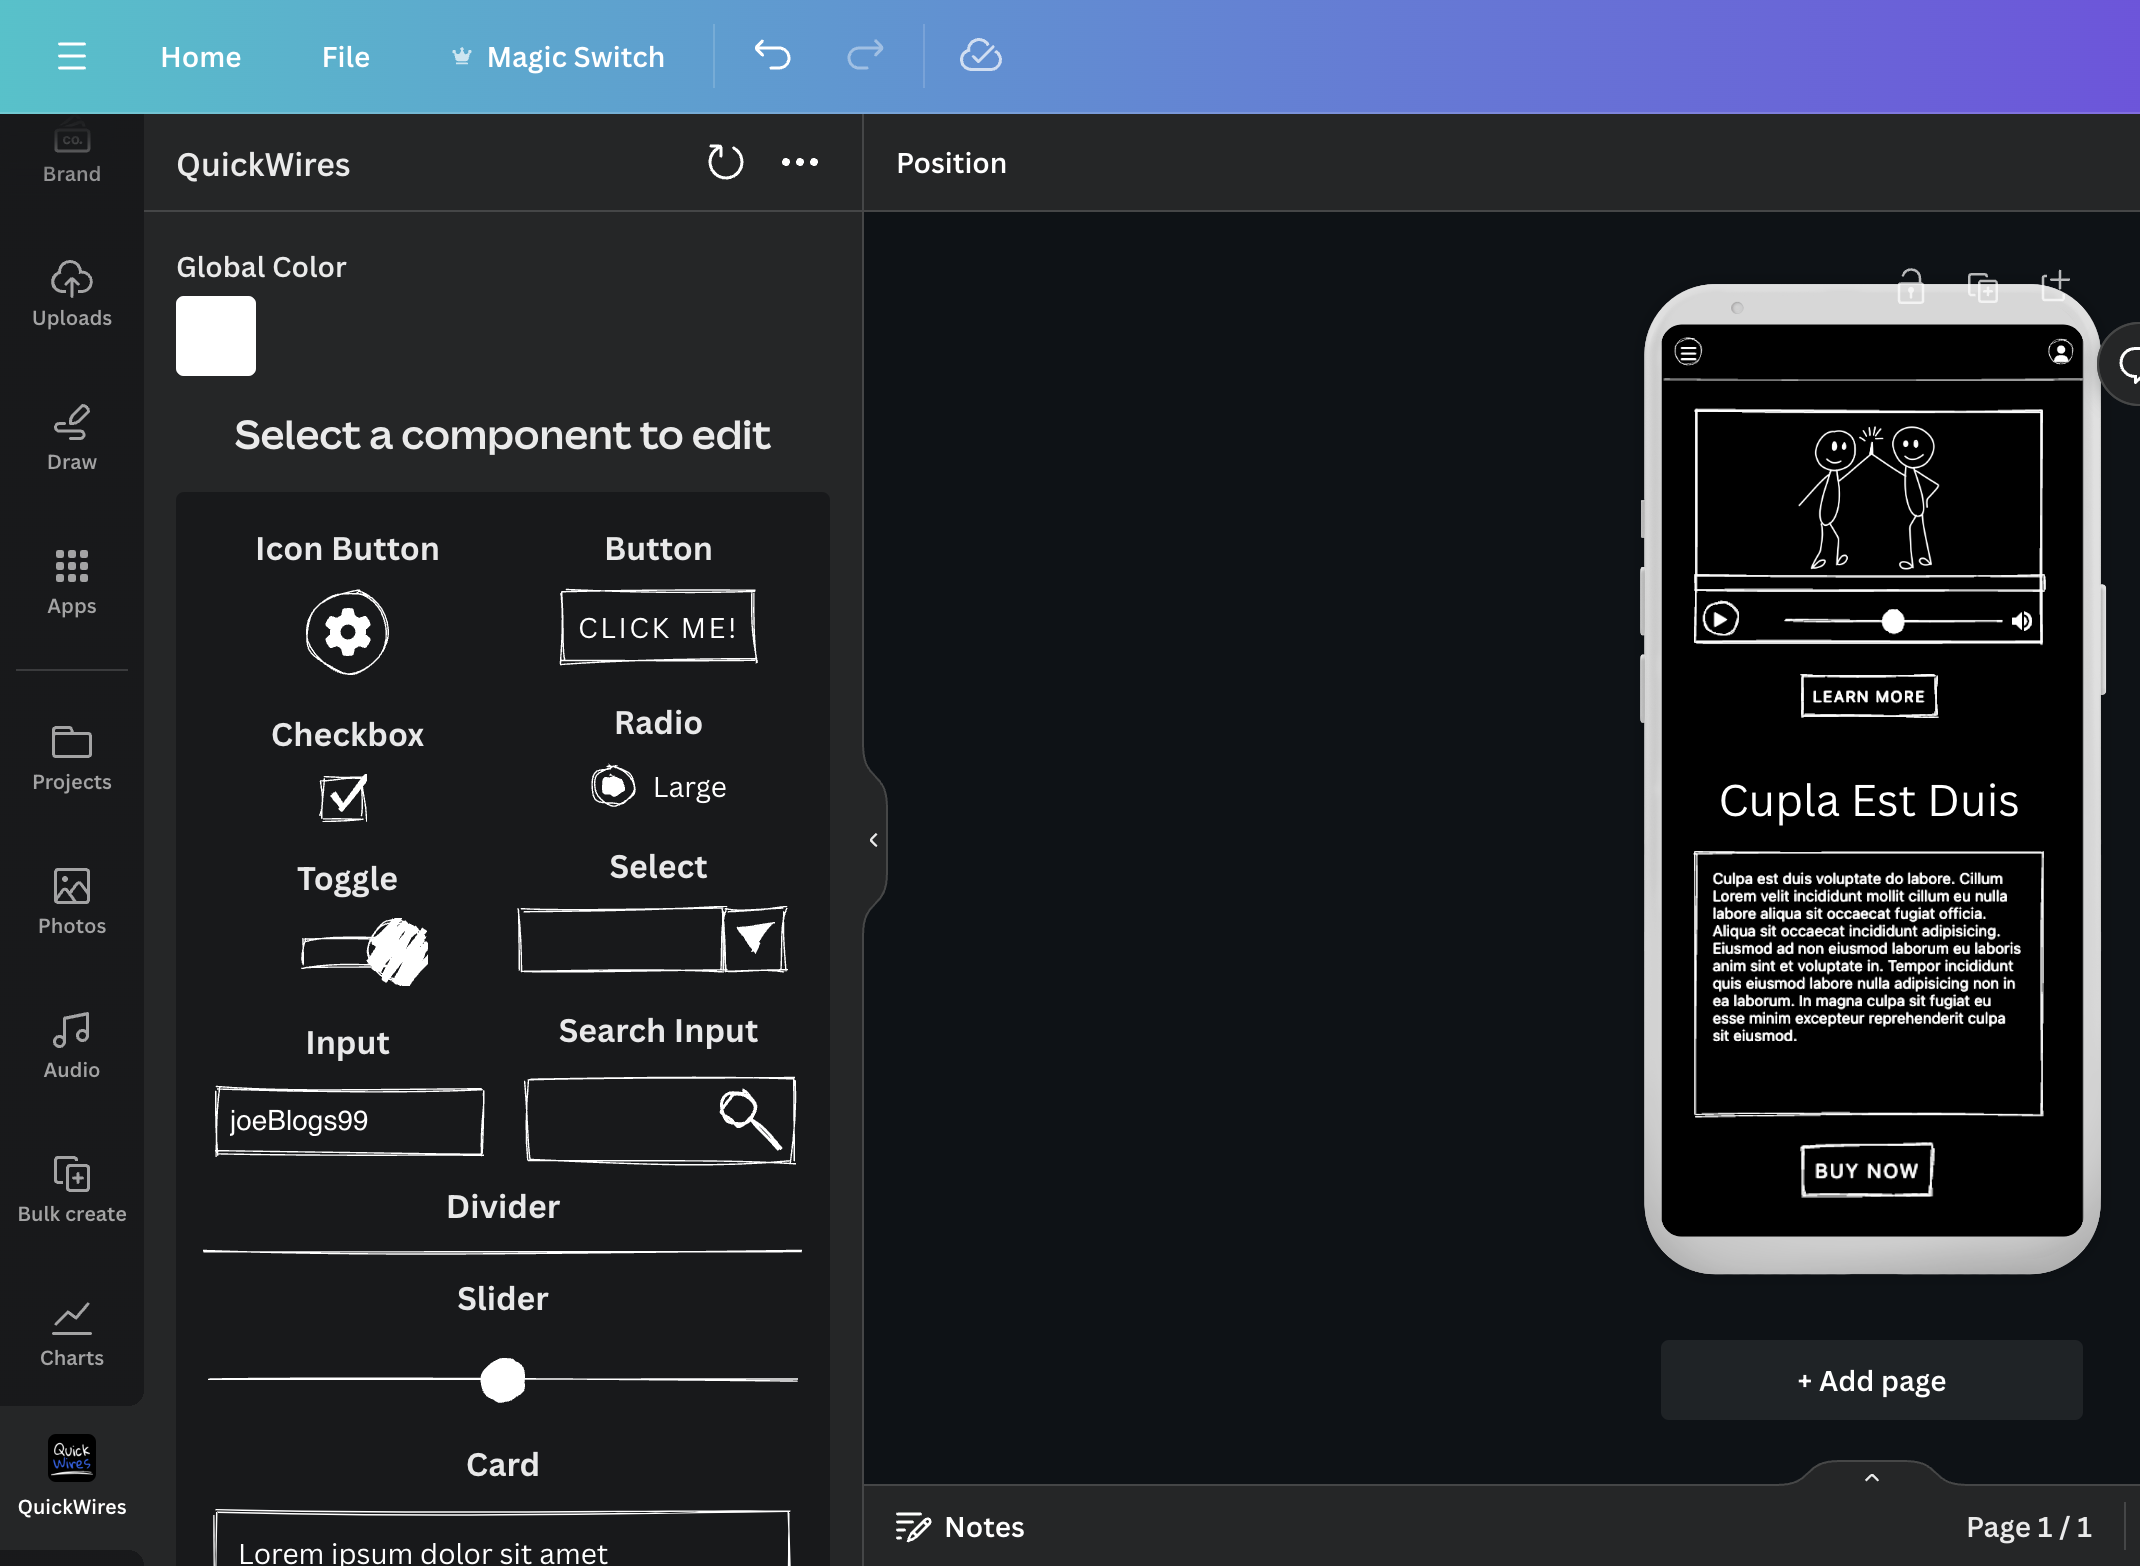 Home
File
Magic Switch
CO.
Brand
Uploads
Draw
Apps
Projects
Photos
Audio
Bulk create
Charts
Quick
Wires
QuickWires
QuickWires
Global Color
Select a component to edit
Icon Button
Button
CLICK ME!
Checkbox
Radio
Large
Toggle
Select
Input
joeBlogs99
Search Input
Divider
Slider
Card
Lorem ipsum dolor sit amet
Position
LEARN MORE
Cupla Est Duis
Culpa est duis voluptate do labore. Cillum
Lorem velit incididunt mollit cillum eu nulla
labore aliqua sit occaecat fugiat officia.
Aliqua sit occaecat incididunt adipisicing.
Eiusmod ad non eiusmod laborum eu laboris
anim sint et voluptate in. Tempor incididunt
quis eiusmod labore nulla adipisicing non in
ea laborum. In magna culpa sit fugiat eu
esse minim excepteur reprehenderit culpa
sit eiusmod.
BUY NOW
+ Add page
Notes
Page 1 / 1